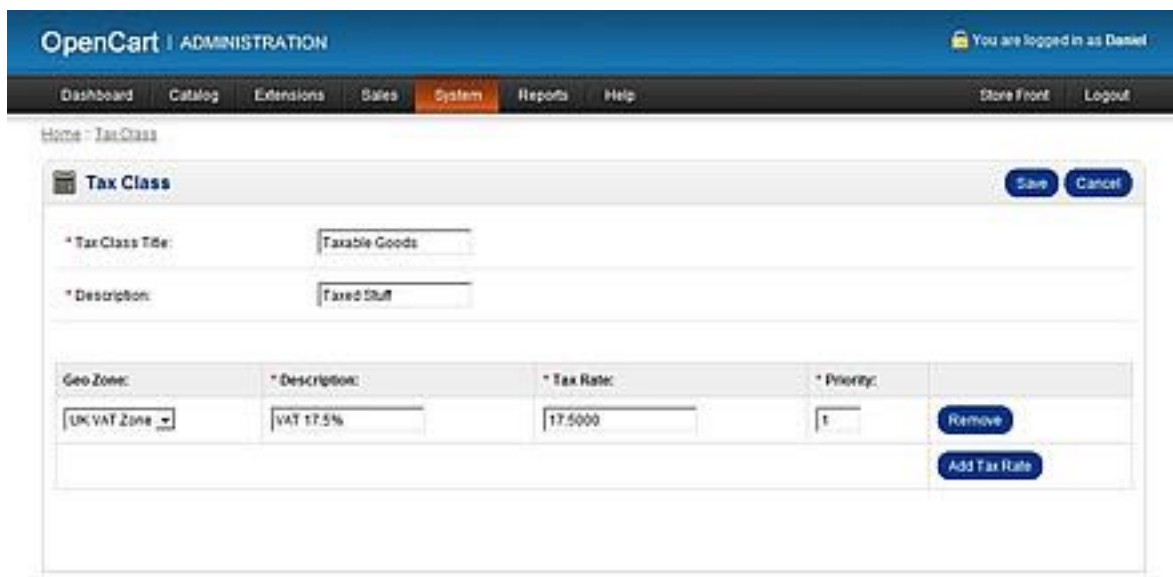 OpenCart | ADMINISTRATION You are logged in as Daniel
Dashboard Catalog Extensions Sales System Reports Help Store Front Logout
Home : Tax Class
Tax Class Save Cancel
* Tax Class Title: Taxable Goods
* Description: Taxed Stuff
Geo Zone: * Description: * Tax Rate: * Priority:
UK VAT Zone VAT 17.5% 17.5000 1 Remove
Add Tax Rate